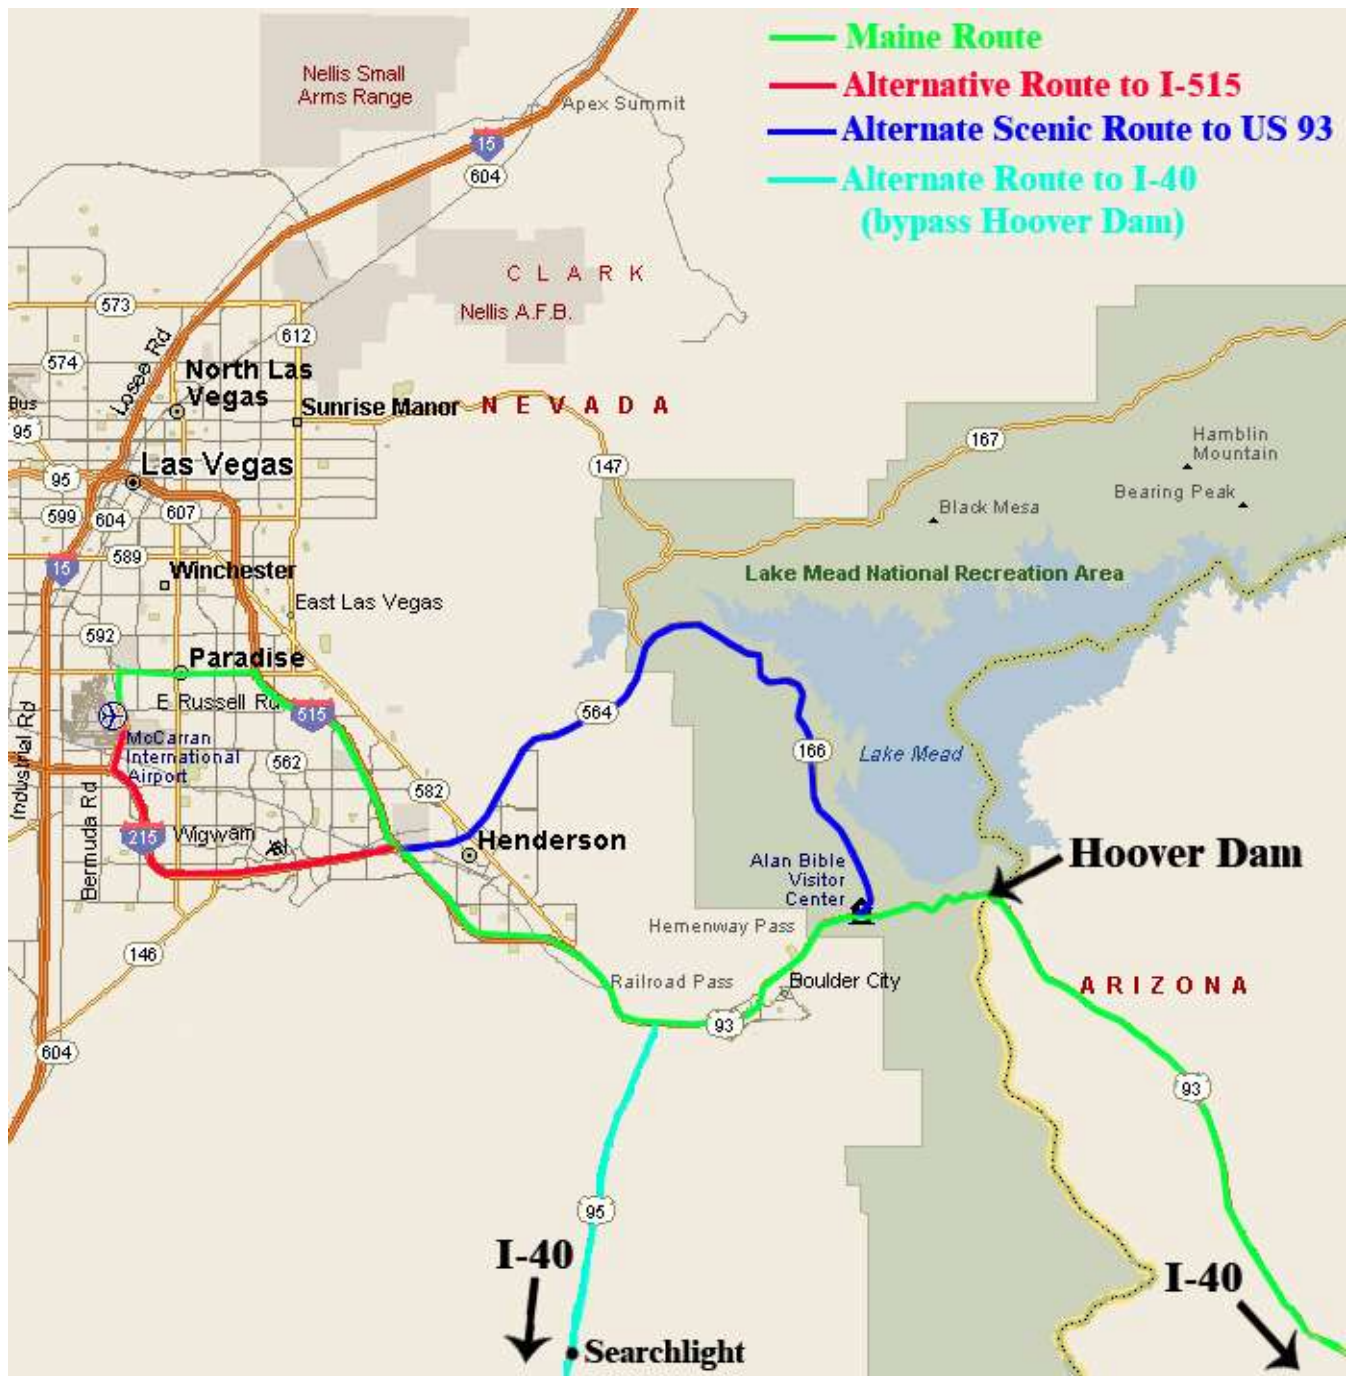 Maine Route
Alternative Route to I-515
Alternate Scenic Route to US 93
Alternate Route to I-40
(bypass Hoover Dam)
Nellis Small
Arms Range
Apex Summit
15
604
C L A R K
Nellis A.F.B.
573
612
574
Losee Rd
North Las
Vegas
Bus
95
Sunrise Manor
N E V A D A
167
Hamblin
Mountain
147
Las Vegas
95
Bearing Peak
Black Mesa
599
604
607
589
15
Winchester
Lake Mead National Recreation Area
East Las Vegas
592
Paradise
E Russell Rd
515
564
McCarran
International
Airport
562
166
Lake Mead
Industrial Rd
Bermuda Rd
582
215
Wigwam
Henderson
Alan Bible
Visitor
Center
Hoover Dam
Hemenway Pass
146
Railroad Pass
Boulder City
A R I Z O N A
93
604
93
95
I-40
I-40
Searchlight